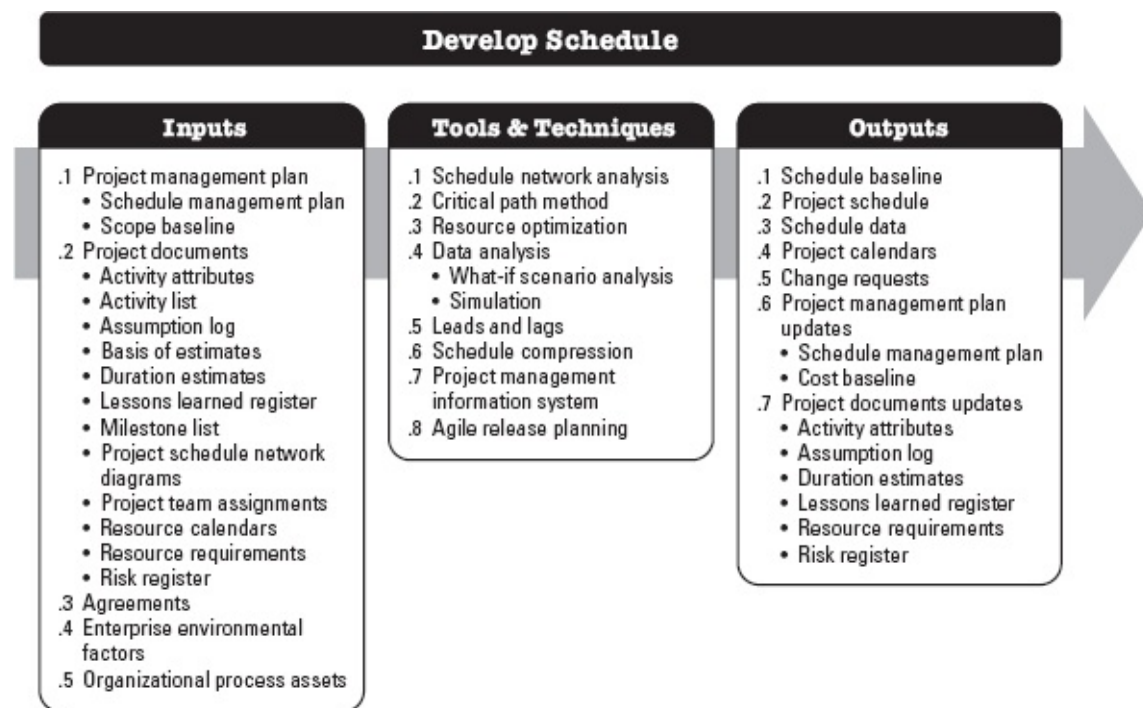 Develop Schedule
Inputs
.1 Project management plan
• Schedule management plan
• Scope baseline
.2 Project documents
• Activity attributes
• Activity list
• Assumption log
• Basis of estimates
• Duration estimates
• Lessons learned register
• Milestone list
• Project schedule network
diagrams
• Project team assignments
• Resource calendars
• Resource requirements
• Risk register
.3 Agreements
.4 Enterprise environmental
factors
.5 Organizational process assets
Tools & Techniques
.1 Schedule network analysis
.2 Critical path method
.3 Resource optimization
.4 Data analysis
• What-if scenario analysis
• Simulation
.5 Leads and lags
.6 Schedule compression
.7 Project management
information system
.8 Agile release planning
Outputs
.1 Schedule baseline
.2 Project schedule
.3 Schedule data
.4 Project calendars
.5 Change requests
.6 Project management plan
updates
• Schedule management plan
• Cost baseline
.7 Project documents updates
• Activity attributes
• Assumption log
• Duration estimates
• Lessons learned register
• Resource requirements
• Risk register